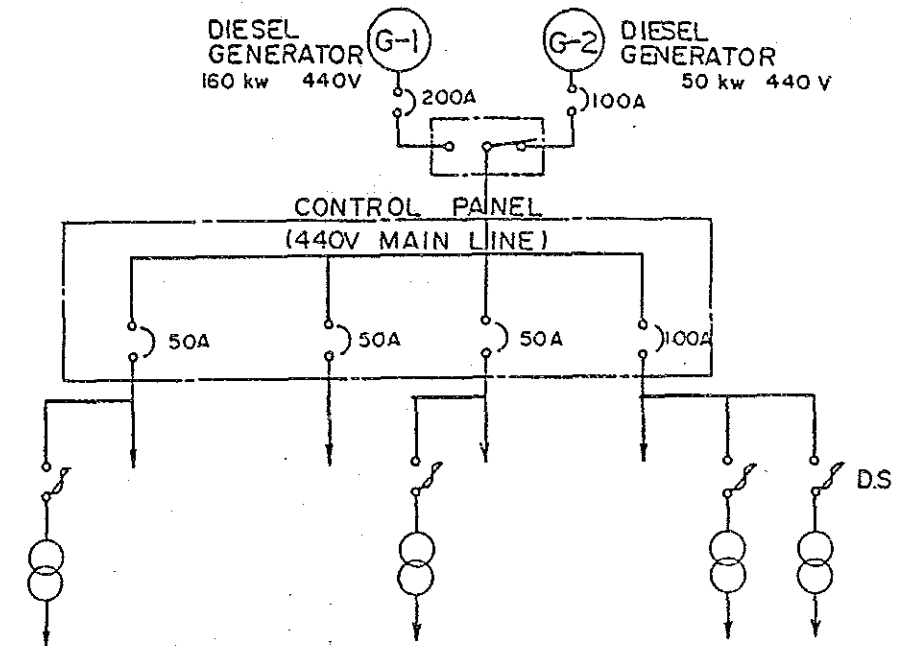 DIESEL
GENERATOR
160 kw 440V
G-1
G-2
DIESEL
GENERATOR
50 kw 440 V
200A
100A
CONTROL PANEL
(440V MAIN LINE)
50A
50A
50A
100A
D.S